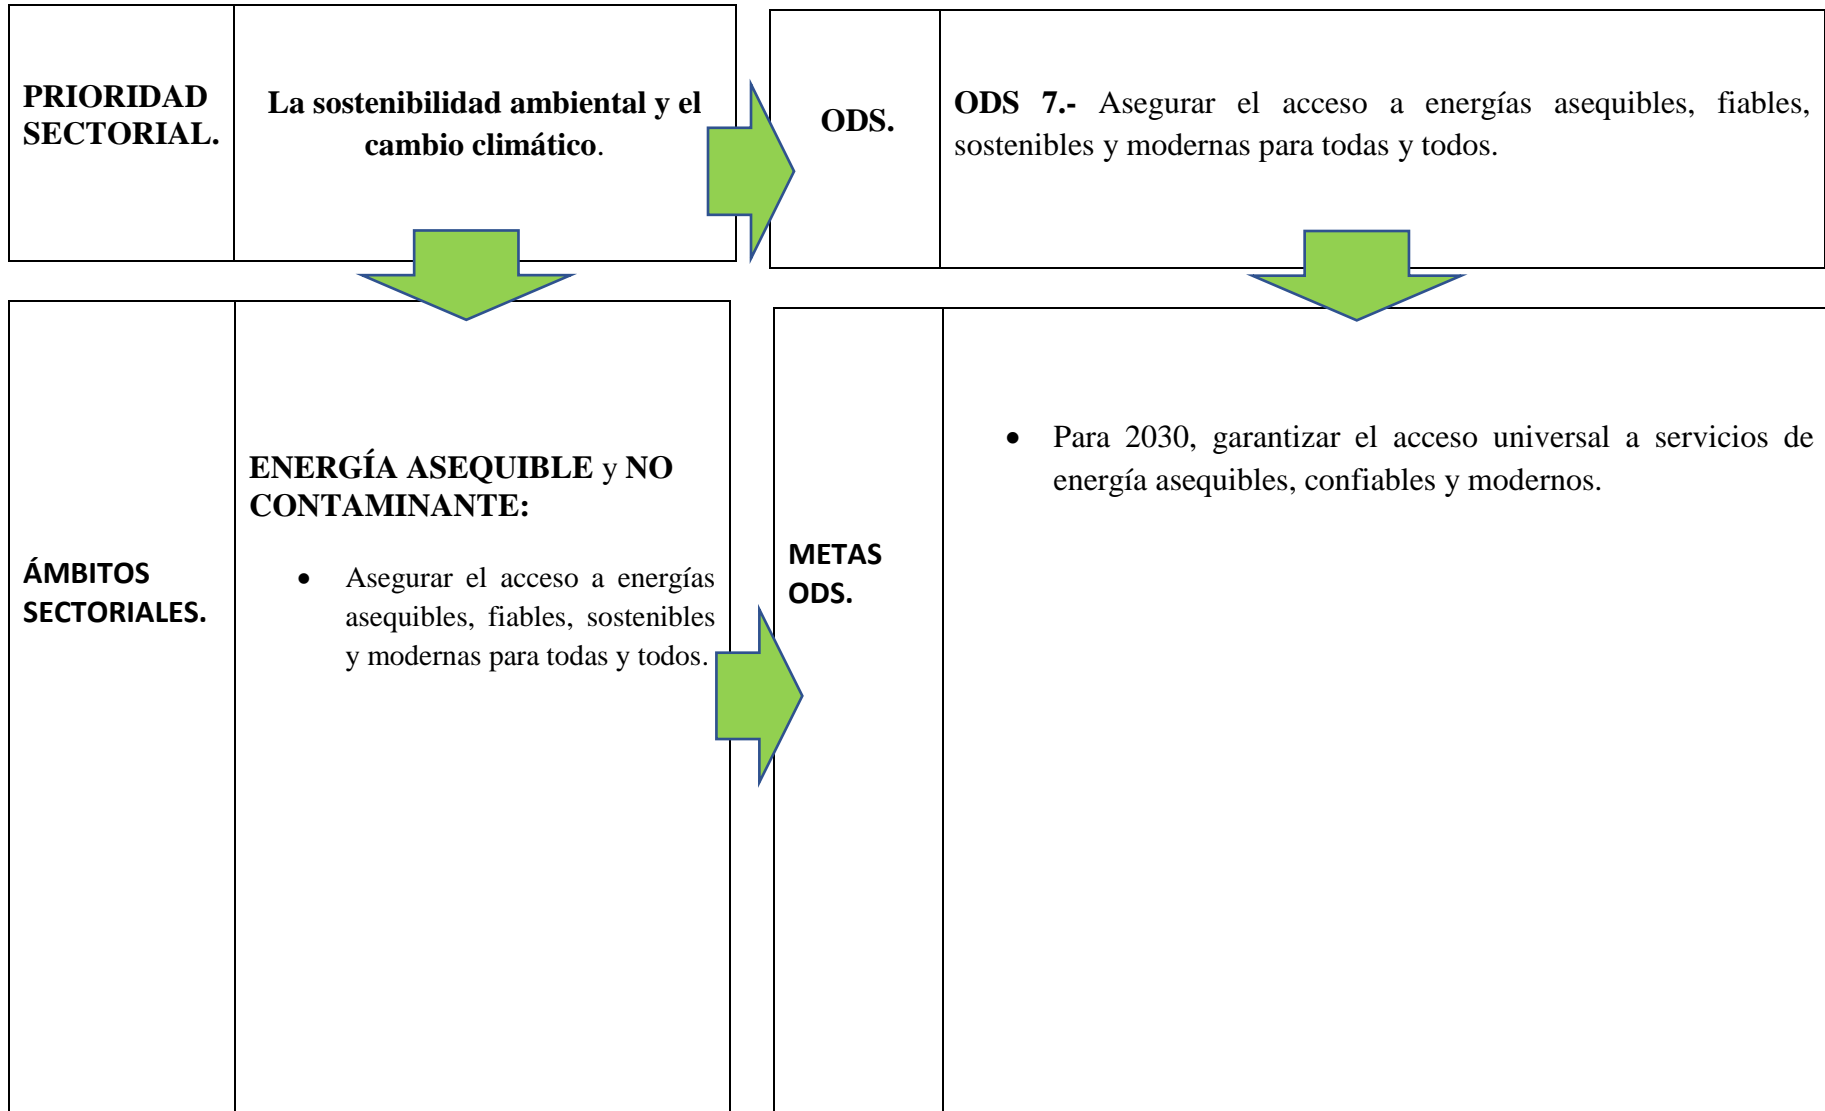 PRIORIDAD
SECTORIAL.
La sostenibilidad ambiental y el
cambio climático.
ODS.
ODS 7.- Asegurar el acceso a energías asequibles, fiables,
sostenibles y modernas para todas y todos.
ÁMBITOS
SECTORIALES.
ENERGÍA ASEQUIBLE y NO
CONTAMINANTE:
• Asegurar el acceso a energías
asequibles, fiables, sostenibles
y modernas para todas y todos.
METAS
ODS.
• Para 2030, garantizar el acceso universal a servicios de
energía asequibles, confiables y modernos.